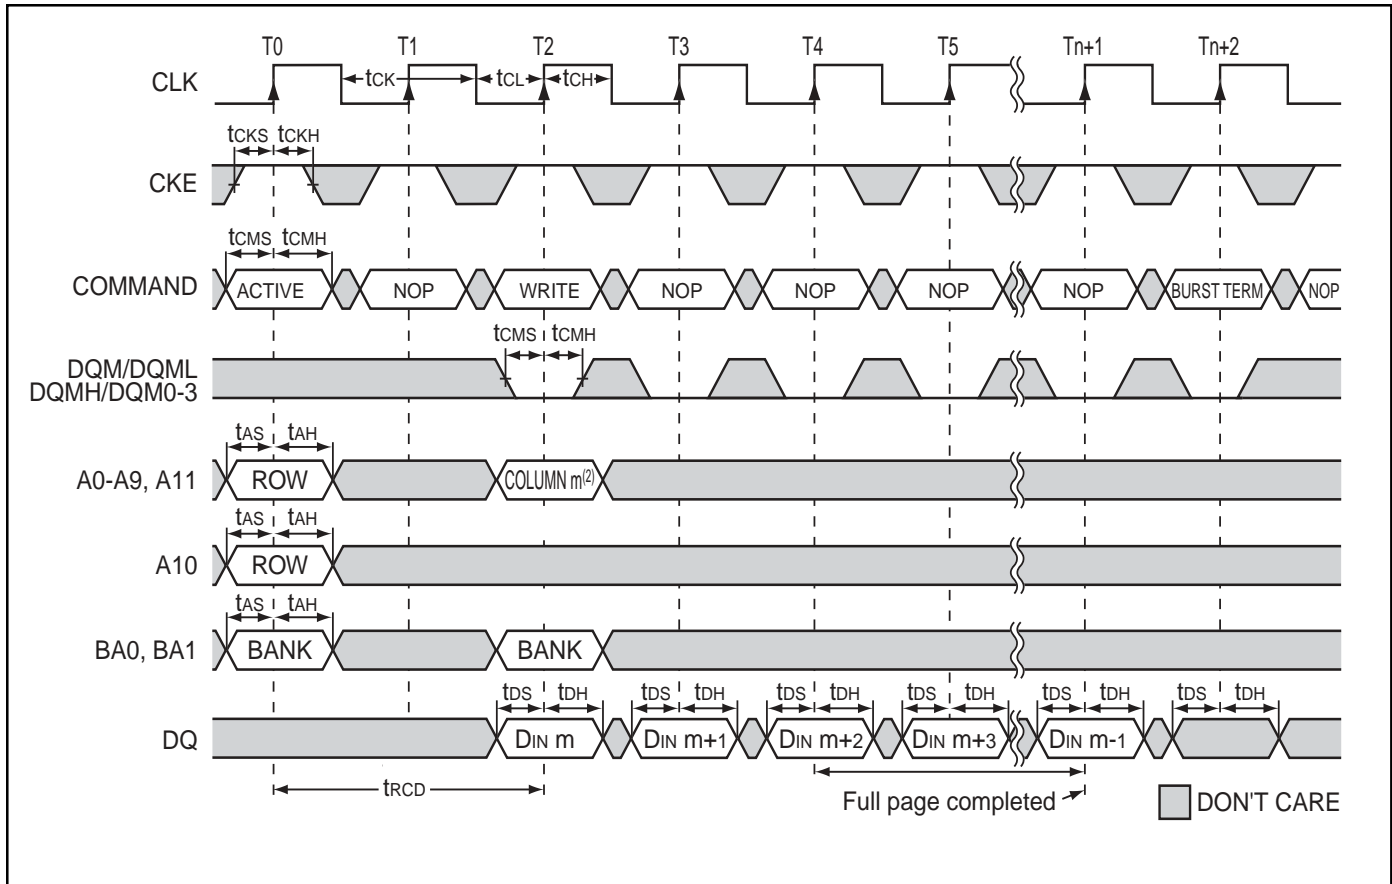 T0 T1 T2 T3 T4 T5 Tn+1 Tn+2
CLK
tCK tCL tCH
tCKS tCKH
CKE
tCMS tCMH
COMMAND ACTIVE NOP WRITE NOP NOP NOP NOP BURST TERM NOP
tCMS tCMH
DQM/DQML
DQMH/DQM0-3
tAS tAH
A0-A9, A11 ROW COLUMN m(2)
tAS tAH
A10 ROW
tAS tAH
BA0, BA1 BANK BANK
tDS tDH tDS tDH tDS tDH tDS tDH tDS tDH tDS tDH
DQ DIN m DIN m+1 DIN m+2 DIN m+3 DIN m-1
tRCD
Full page completed
DON'T CARE